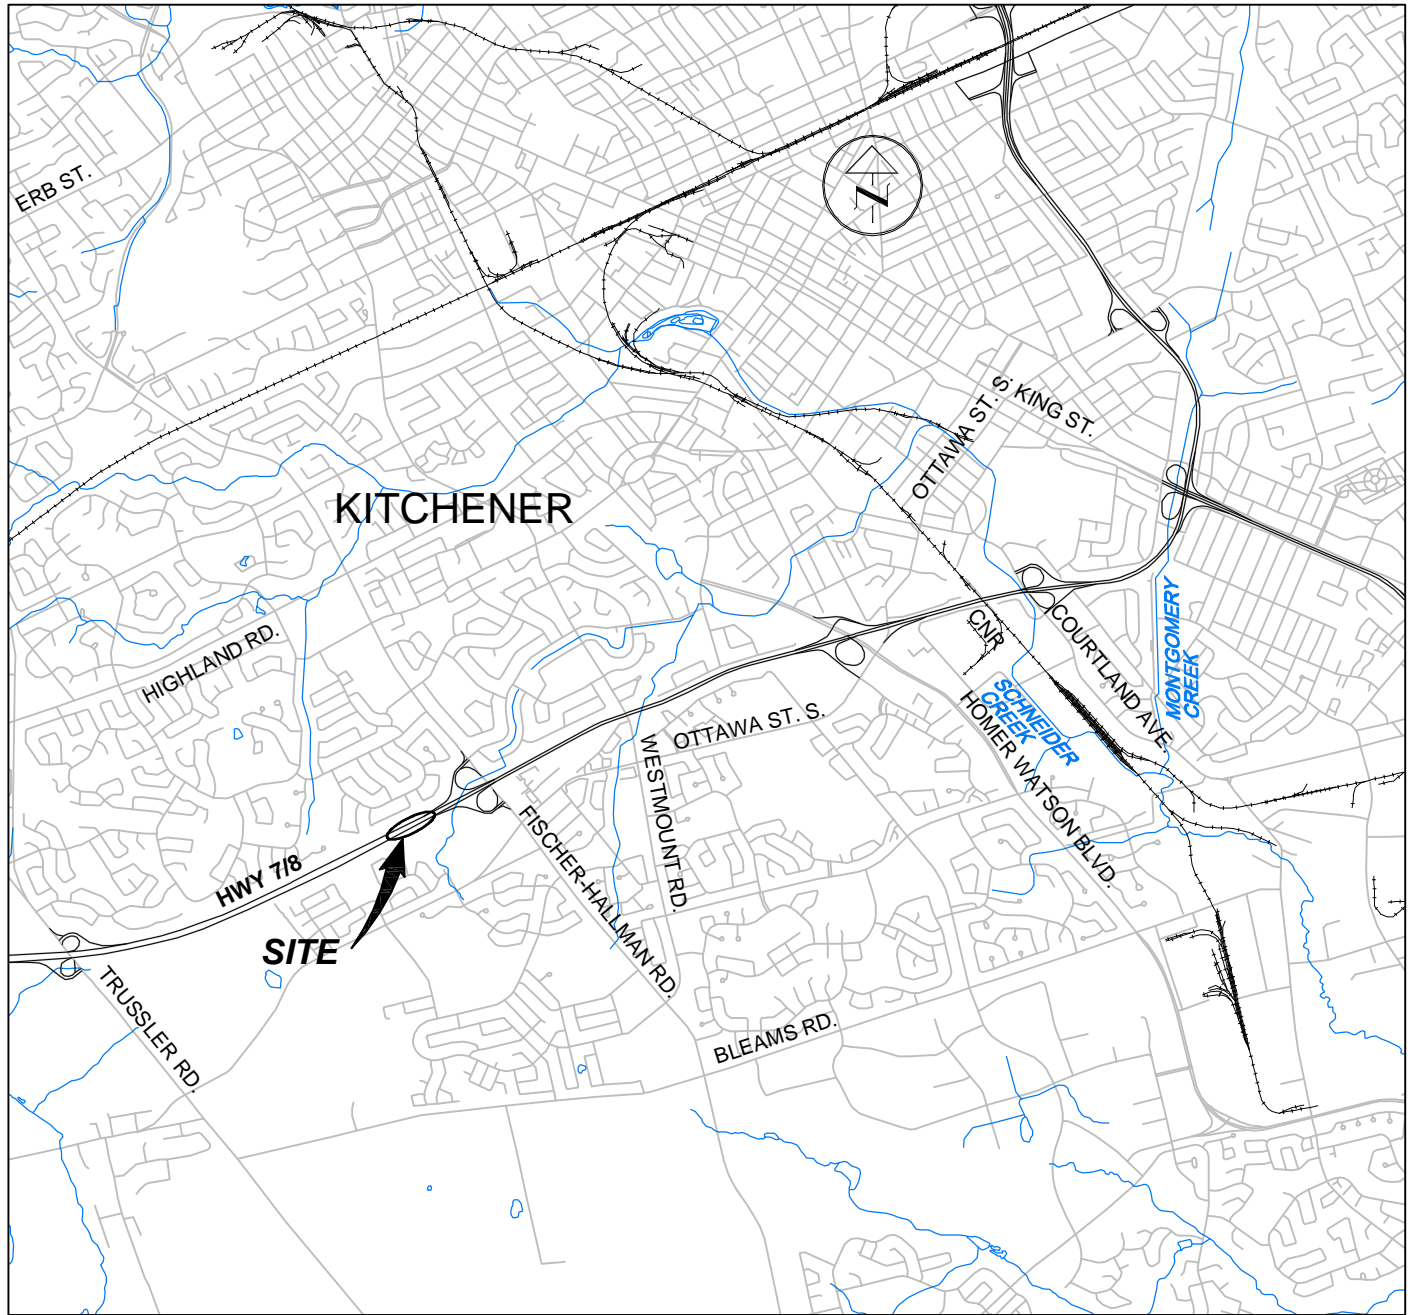 ERB ST.
N
OTTAWA ST. S.
KING ST.
KITCHENER
HIGHLAND RD.
CNR
COURTLAND AVE.
MONTGOMERY
CREEK
SCHNEIDER
CREEK
HOMER WATSON BLVD.
OTTAWA ST. S.
WESTMOUNT RD.
FISCHER-HALLMAN RD.
HWY 7/8
SITE
TRUSSLER RD.
BLEAMS RD.